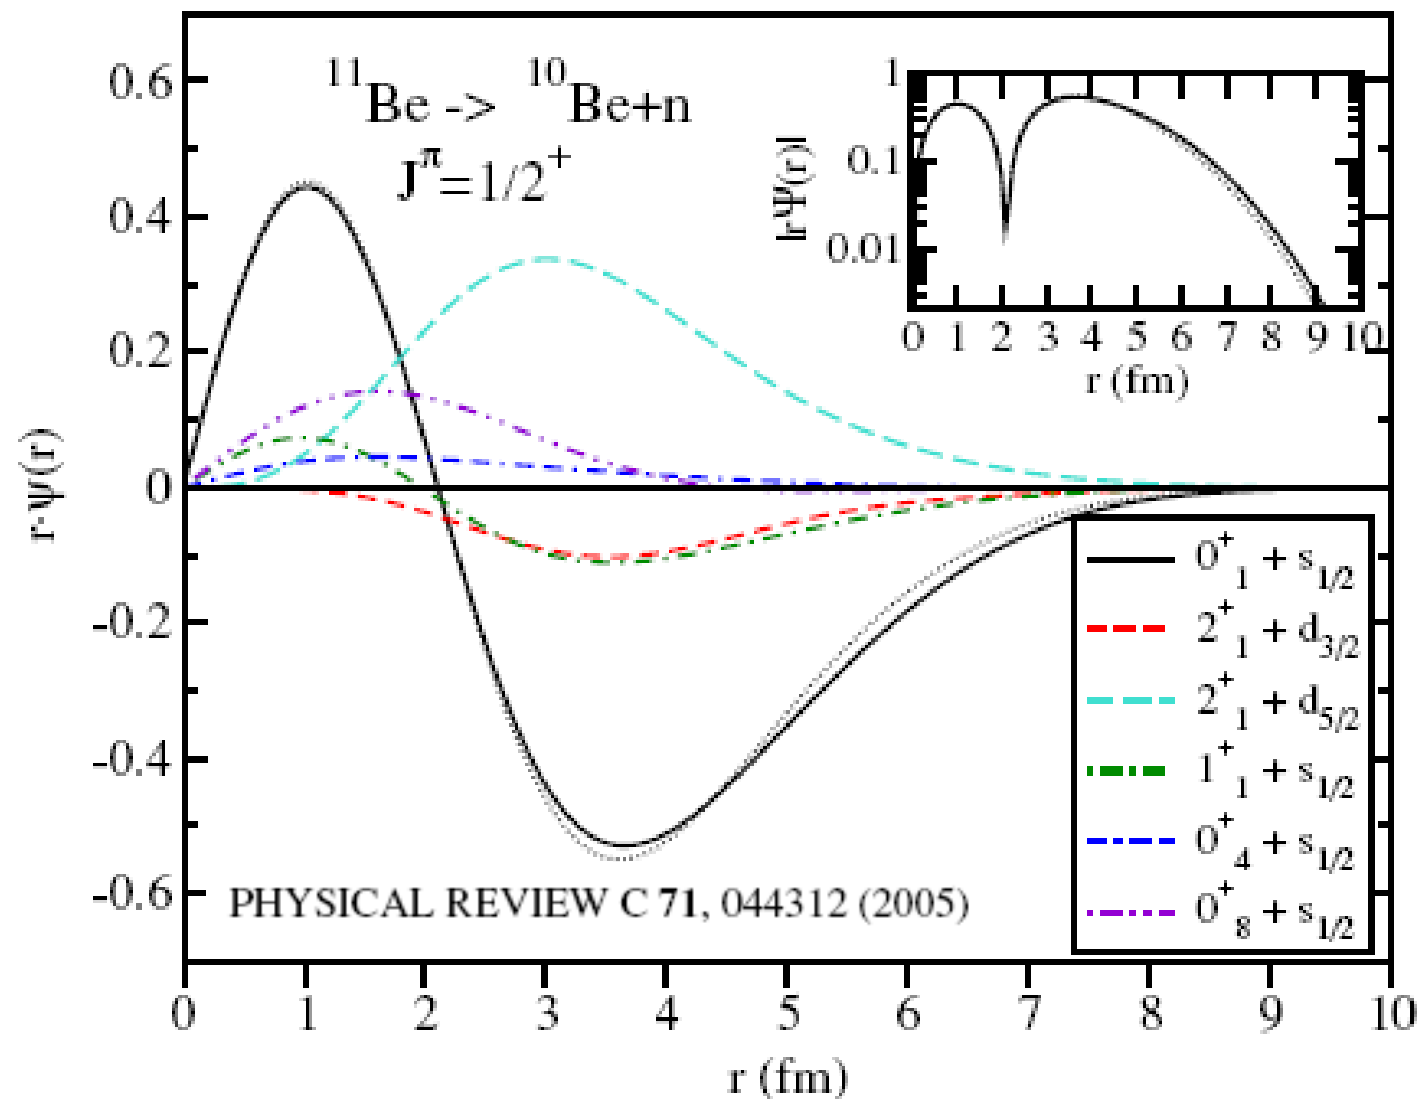 ¹¹Be -> ¹⁰Be+n
Jᵖ=1/2⁺
r·ψ(r)
0.6
0.4
0.2
0
-0.2
-0.4
-0.6
|rΨ(r)|
1
0.1
0.01
0 1 2 3 4 5 6 7 8 9 10
r (fm)
0⁺₁ + s₁/₂
2⁺₁ + d₃/₂
2⁺₁ + d₅/₂
1⁺₁ + s₁/₂
0⁺₄ + s₁/₂
0⁺₈ + s₁/₂
PHYSICAL REVIEW C 71, 044312 (2005)
0 1 2 3 4 5 6 7 8 9 10
r (fm)